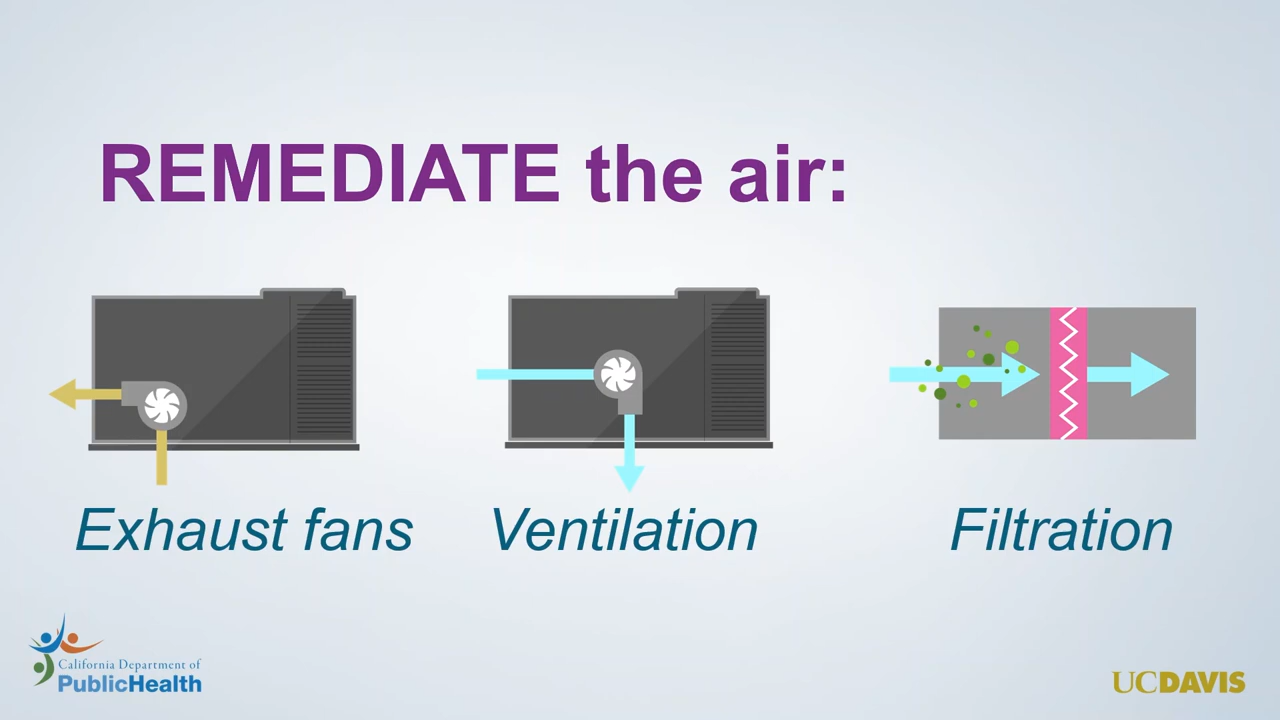 REMEDIATE the air:
Exhaust fans
Ventilation
Filtration
California Department of
PublicHealth
UCDAVIS